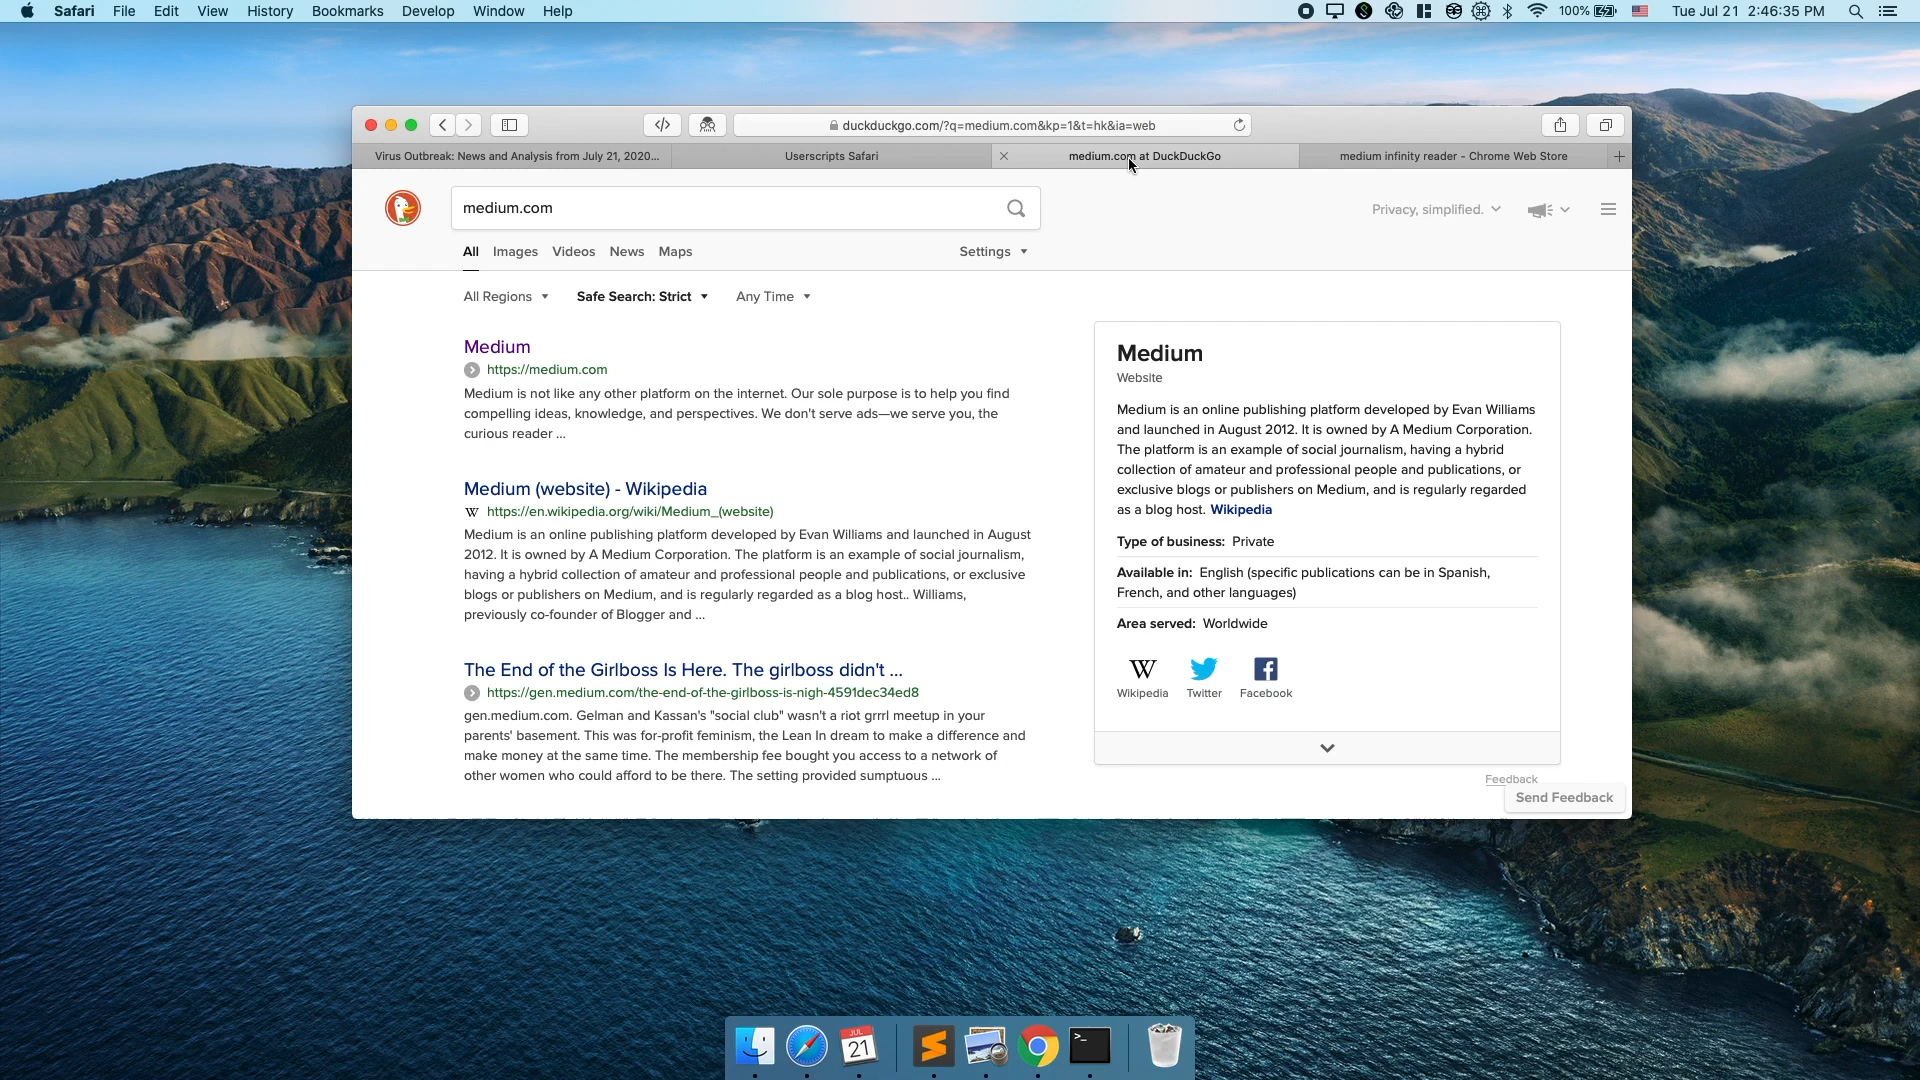 Safari File Edit View History Bookmarks Develop Window Help
100% Tue Jul 21 2:46:35 PM
duckduckgo.com/?q=medium.com&kp=1&t=hk&ia=web
Virus Outbreak: News and Analysis from July 21, 2020...
Userscripts Safari
medium.com at DuckDuckGo
medium infinity reader - Chrome Web Store
medium.com
Privacy, simplified.
All Images Videos News Maps Settings
All Regions Safe Search: Strict Any Time
Medium
https://medium.com
Medium is not like any other platform on the internet. Our sole purpose is to help you find
compelling ideas, knowledge, and perspectives. We don't serve ads—we serve you, the
curious reader ...
Medium (website) - Wikipedia
W https://en.wikipedia.org/wiki/Medium_(website)
Medium is an online publishing platform developed by Evan Williams and launched in August
2012. It is owned by A Medium Corporation. The platform is an example of social journalism,
having a hybrid collection of amateur and professional people and publications, or exclusive
blogs or publishers on Medium, and is regularly regarded as a blog host.. Williams,
previously co-founder of Blogger and ...
The End of the Girlboss Is Here. The girlboss didn't ...
https://gen.medium.com/the-end-of-the-girlboss-is-nigh-4591dec34ed8
gen.medium.com. Gelman and Kassan's "social club" wasn't a riot grrrl meetup in your
parents' basement. This was for-profit feminism, the Lean In dream to make a difference and
make money at the same time. The membership fee bought you access to a network of
other women who could afford to be there. The setting provided sumptuous ...
Medium
Website
Medium is an online publishing platform developed by Evan Williams
and launched in August 2012. It is owned by A Medium Corporation.
The platform is an example of social journalism, having a hybrid
collection of amateur and professional people and publications, or
exclusive blogs or publishers on Medium, and is regularly regarded
as a blog host. Wikipedia
Type of business: Private
Available in: English (specific publications can be in Spanish,
French, and other languages)
Area served: Worldwide
W
Wikipedia Twitter Facebook
Feedback
Send Feedback
JUL
21